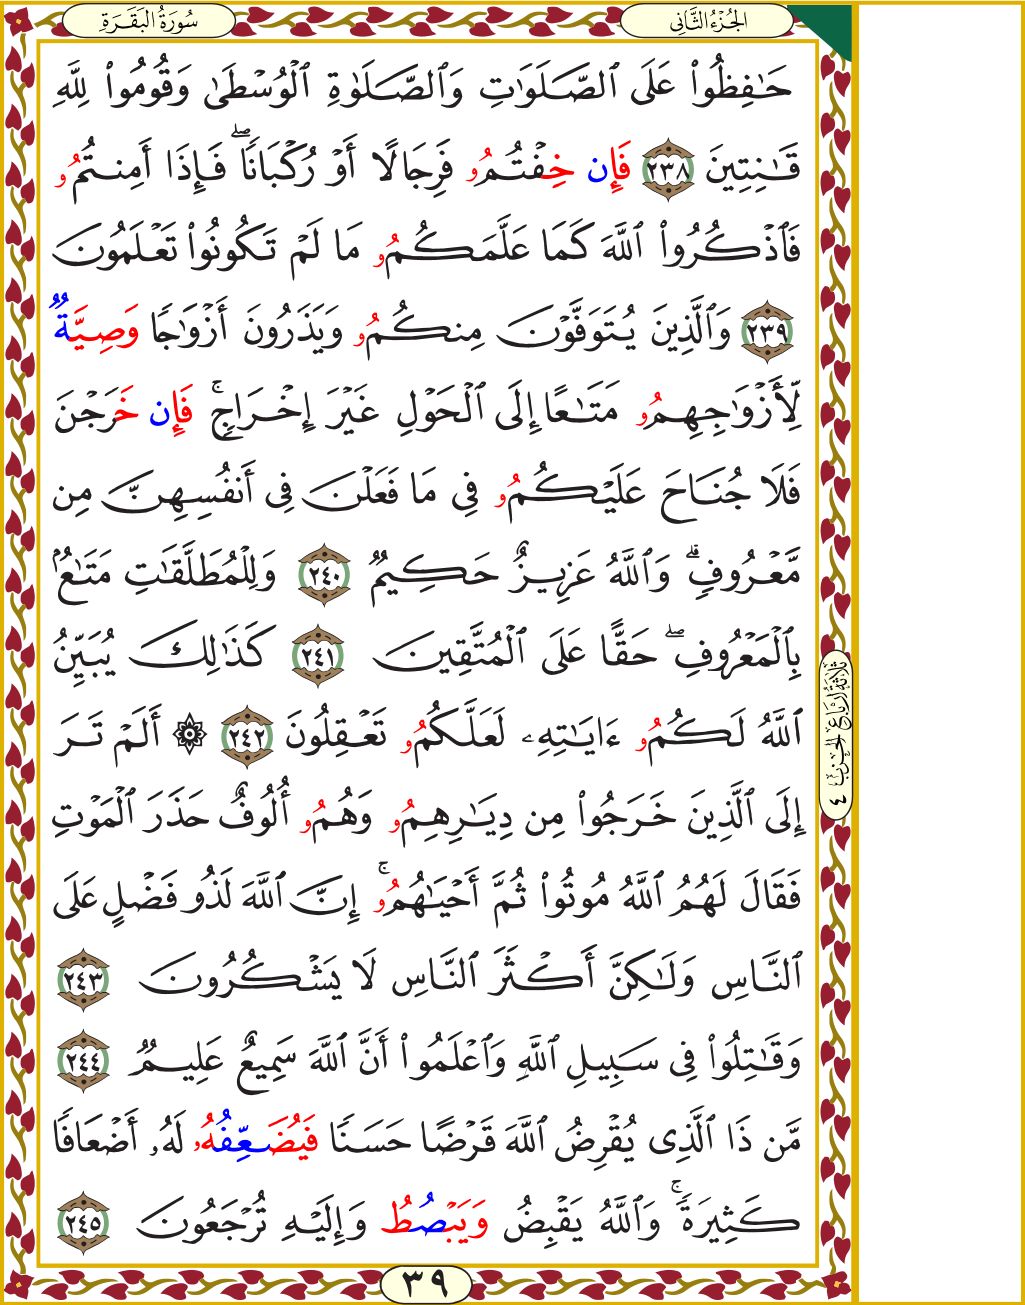 الجُزْءُ الثَّانِي
سُورَةُ البَقَرَةِ
حَٰفِظُواْ عَلَى ٱلصَّلَوَٰتِ وَٱلصَّلَوٰةِ ٱلْوُسْطَىٰ وَقُومُواْ لِلَّهِ
قَٰنِتِينَ ٢٣٨ فَإِن خِفْتُمُۥ فَرِجَالًا أَوْ رُكْبَانًاۖ فَإِذَا أَمِنتُمُۥ
فَٱذْكُرُواْ ٱللَّهَ كَمَا عَلَّمَكُمُۥ مَا لَمْ تَكُونُواْ تَعْلَمُونَ
٢٣٩ وَٱلَّذِينَ يُتَوَفَّوْنَ مِنكُمُۥ وَيَذَرُونَ أَزْوَٰجًا وَصِيَّةٌ
لِّأَزْوَٰجِهِمُۥ مَتَٰعًا إِلَى ٱلْحَوْلِ غَيْرَ إِخْرَاجٍۚ فَإِن خَرَجْنَ
فَلَا جُنَاحَ عَلَيْكُمُۥ فِي مَا فَعَلْنَ فِي أَنفُسِهِنَّ مِن
مَّعْرُوفٍۗ وَٱللَّهُ عَزِيزٌ حَكِيمٌ ٢٤٠ وَلِلْمُطَلَّقَٰتِ مَتَٰعُۢ
بِٱلْمَعْرُوفِۖ حَقًّا عَلَى ٱلْمُتَّقِينَ ٢٤١ كَذَٰلِكَ يُبَيِّنُ
ٱللَّهُ لَكُمُۥ ءَايَٰتِهِۦ لَعَلَّكُمُۥ تَعْقِلُونَ ٢٤٢ ۞ أَلَمْ تَرَ
إِلَى ٱلَّذِينَ خَرَجُواْ مِن دِيَٰرِهِمُۥ وَهُمُۥ أُلُوفٌ حَذَرَ ٱلْمَوْتِ
فَقَالَ لَهُمُ ٱللَّهُ مُوتُواْ ثُمَّ أَحْيَٰهُمُۥۚ إِنَّ ٱللَّهَ لَذُو فَضْلٍ عَلَى
ٱلنَّاسِ وَلَٰكِنَّ أَكْثَرَ ٱلنَّاسِ لَا يَشْكُرُونَ ٢٤٣
وَقَٰتِلُواْ فِي سَبِيلِ ٱللَّهِ وَٱعْلَمُواْ أَنَّ ٱللَّهَ سَمِيعٌ عَلِيمٌ ٢٤٤
مَّن ذَا ٱلَّذِي يُقْرِضُ ٱللَّهَ قَرْضًا حَسَنًا فَيُضَعِّفُهُۥ لَهُۥ أَضْعَافًا
كَثِيرَةًۚ وَٱللَّهُ يَقْبِضُ وَيَبْصُطُ وَإِلَيْهِ تُرْجَعُونَ ٢٤٥
ثَلَاثَةُ أَرْبَاعِ الحِزْبِ ٤
٣٩